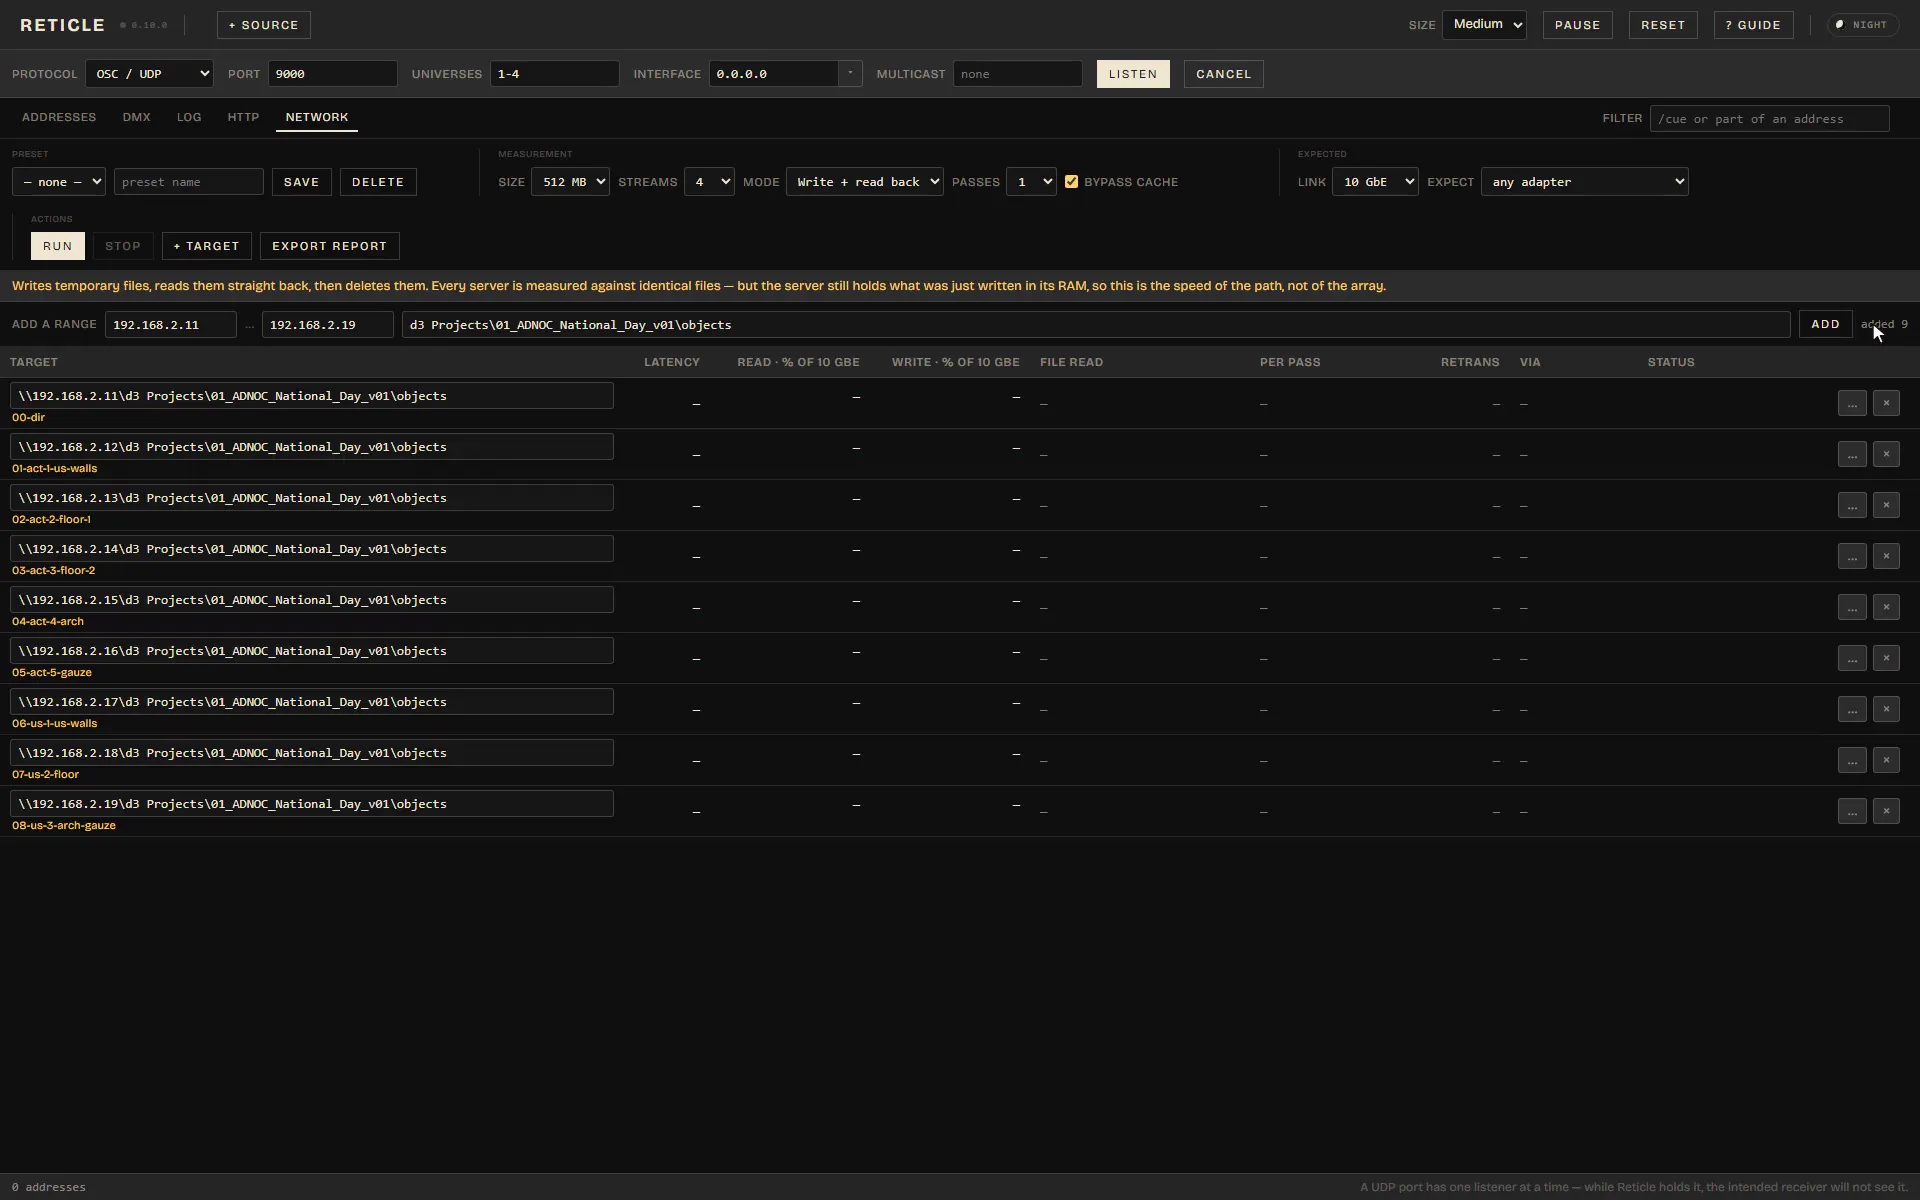 RETICLE 0.10.0 + SOURCE SIZE Medium PAUSE RESET ? GUIDE NIGHT
PROTOCOL OSC / UDP PORT 9000 UNIVERSES 1-4 INTERFACE 0.0.0.0 MULTICAST none LISTEN CANCEL
ADDRESSES DMX LOG HTTP NETWORK FILTER /cue or part of an address
PRESET MEASUREMENT EXPECTED
— none — preset name SAVE DELETE SIZE 512 MB STREAMS 4 MODE Write + read back PASSES 1 BYPASS CACHE LINK 10 GbE EXPECT any adapter
ACTIONS
RUN STOP + TARGET EXPORT REPORT
Writes temporary files, reads them straight back, then deletes them. Every server is measured against identical files — but the server still holds what was just written in its RAM, so this is the speed of the path, not of the array.
ADD A RANGE 192.168.2.11 … 192.168.2.19 d3 Projects\01_ADNOC_National_Day_v01\objects ADD added 9
TARGET LATENCY READ · % OF 10 GBE WRITE · % OF 10 GBE FILE READ PER PASS RETRANS VIA STATUS
\\192.168.2.11\d3 Projects\01_ADNOC_National_Day_v01\objects — — — — — — — … ×
00-dir
\\192.168.2.12\d3 Projects\01_ADNOC_National_Day_v01\objects — — — — — — — … ×
01-act-1-us-walls
\\192.168.2.13\d3 Projects\01_ADNOC_National_Day_v01\objects — — — — — — — … ×
02-act-2-floor-1
\\192.168.2.14\d3 Projects\01_ADNOC_National_Day_v01\objects — — — — — — — … ×
03-act-3-floor-2
\\192.168.2.15\d3 Projects\01_ADNOC_National_Day_v01\objects — — — — — — — … ×
04-act-4-arch
\\192.168.2.16\d3 Projects\01_ADNOC_National_Day_v01\objects — — — — — — — … ×
05-act-5-gauze
\\192.168.2.17\d3 Projects\01_ADNOC_National_Day_v01\objects — — — — — — — … ×
06-us-1-us-walls
\\192.168.2.18\d3 Projects\01_ADNOC_National_Day_v01\objects — — — — — — — … ×
07-us-2-floor
\\192.168.2.19\d3 Projects\01_ADNOC_National_Day_v01\objects — — — — — — — … ×
08-us-3-arch-gauze
0 addresses A UDP port has one listener at a time — while Reticle holds it, the intended receiver will not see it.